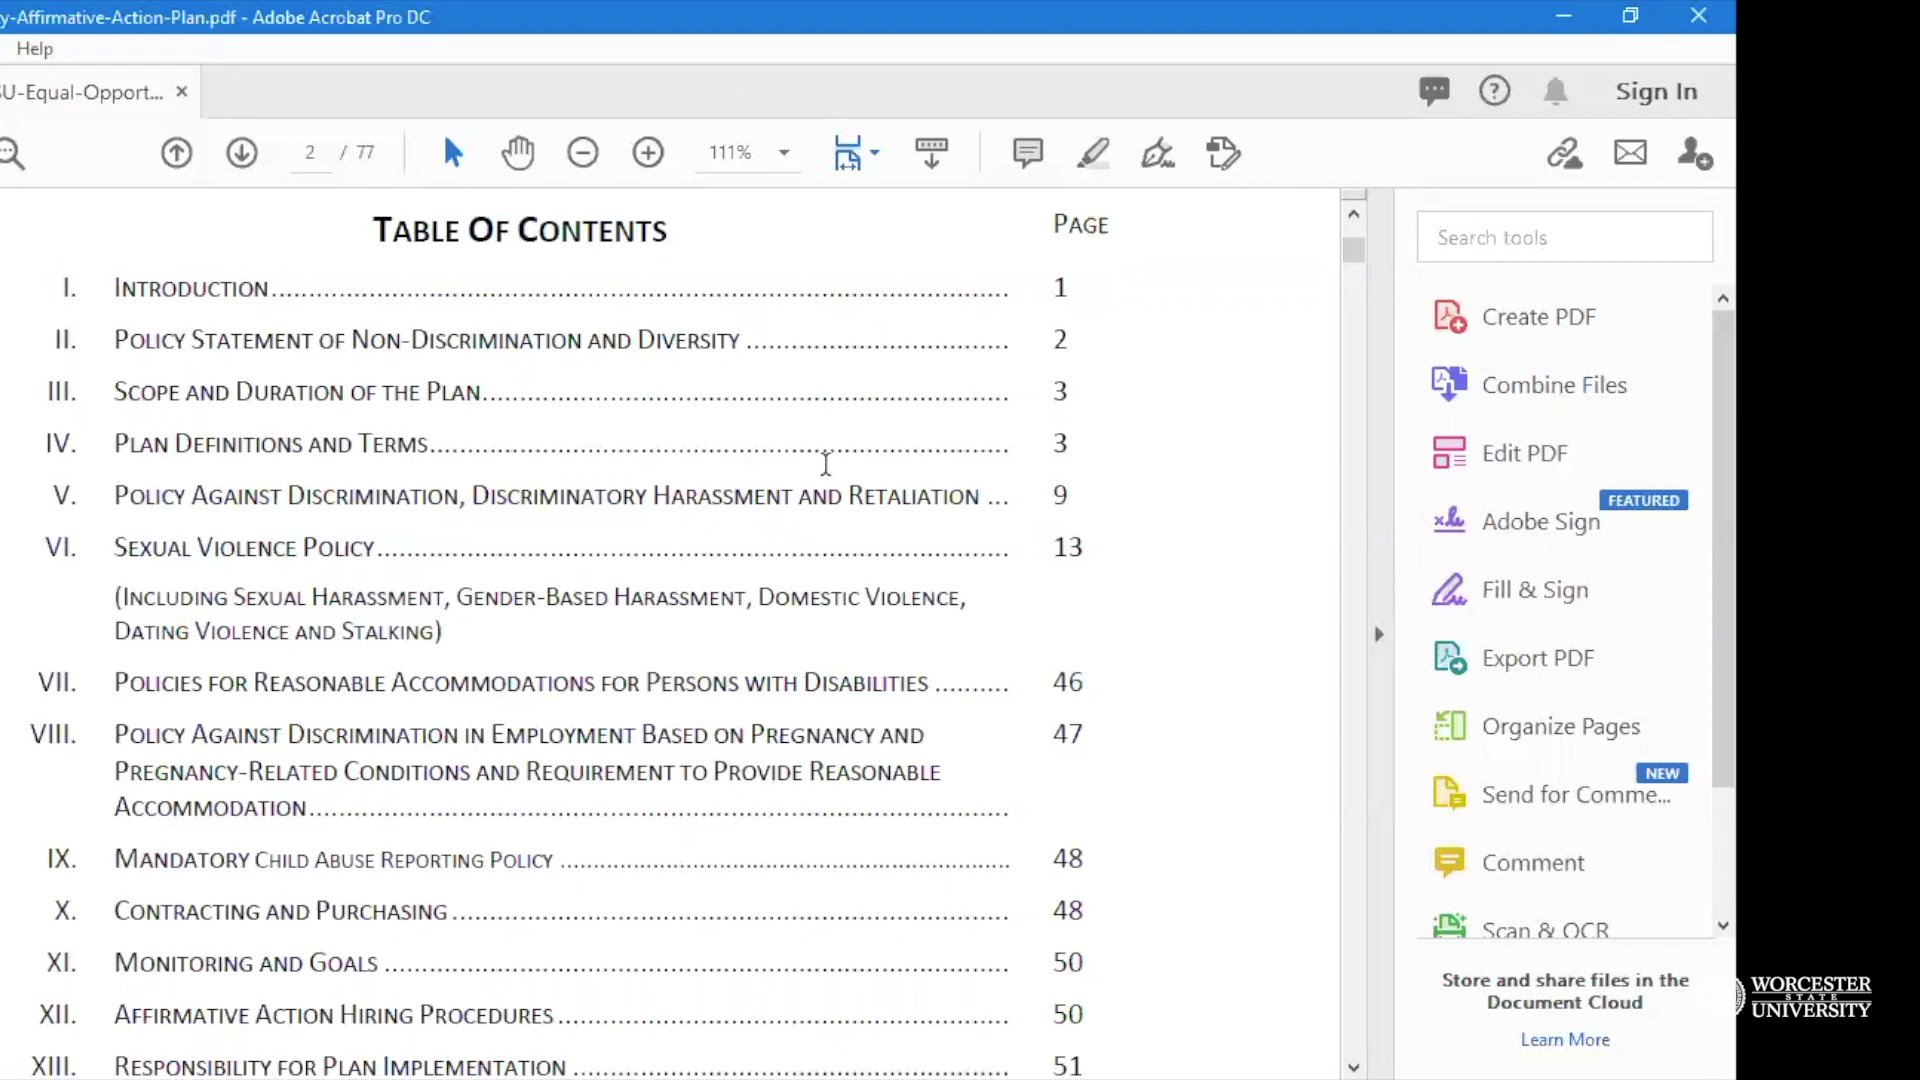 y-Affirmative-Action-Plan.pdf - Adobe Acrobat Pro DC
Help
SU-Equal-Opport... ×
Sign In
2 / 77
111%
TABLE OF CONTENTS PAGE
I. INTRODUCTION 1
II. POLICY STATEMENT OF NON-DISCRIMINATION AND DIVERSITY 2
III. SCOPE AND DURATION OF THE PLAN 3
IV. PLAN DEFINITIONS AND TERMS 3
V. POLICY AGAINST DISCRIMINATION, DISCRIMINATORY HARASSMENT AND RETALIATION ... 9
VI. SEXUAL VIOLENCE POLICY 13
(INCLUDING SEXUAL HARASSMENT, GENDER-BASED HARASSMENT, DOMESTIC VIOLENCE,
DATING VIOLENCE AND STALKING)
VII. POLICIES FOR REASONABLE ACCOMMODATIONS FOR PERSONS WITH DISABILITIES 46
VIII. POLICY AGAINST DISCRIMINATION IN EMPLOYMENT BASED ON PREGNANCY AND 47
PREGNANCY-RELATED CONDITIONS AND REQUIREMENT TO PROVIDE REASONABLE
ACCOMMODATION
IX. MANDATORY CHILD ABUSE REPORTING POLICY 48
X. CONTRACTING AND PURCHASING 48
XI. MONITORING AND GOALS 50
XII. AFFIRMATIVE ACTION HIRING PROCEDURES 50
XIII. RESPONSIBILITY FOR PLAN IMPLEMENTATION 51
Search tools
Create PDF
Combine Files
Edit PDF
FEATURED
Adobe Sign
Fill & Sign
Export PDF
Organize Pages
NEW
Send for Comme...
Comment
Scan & OCR
Store and share files in the
Document Cloud
Learn More
WORCESTER
STATE
UNIVERSITY